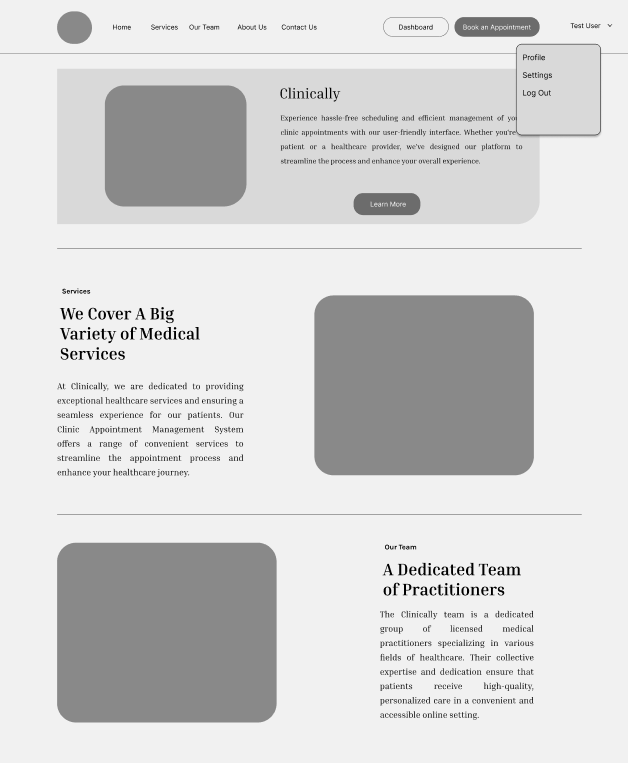 Home Services Our Team About Us Contact Us Dashboard Book an Appointment Test User
Profile
Settings
Log Out
Clinically
Experience hassle-free scheduling and efficient management of
clinic appointments with our user-friendly interface. Whether you're
patient or a healthcare provider, we've designed our platform to
streamline the process and enhance your overall experience.
Learn More
Services
We Cover A Big
Variety of Medical
Services
At Clinically, we are dedicated to providing
exceptional healthcare services and ensuring a
seamless experience for our patients. Our
Clinic Appointment Management System
offers a range of convenient services to
streamline the appointment process and
enhance your healthcare journey.
Our Team
A Dedicated Team
of Practitioners
The Clinically team is a dedicated
group of licensed medical
practitioners specializing in various
fields of healthcare. Their collective
expertise and dedication ensure that
patients receive high-quality,
personalized care in a convenient and
accessible online setting.